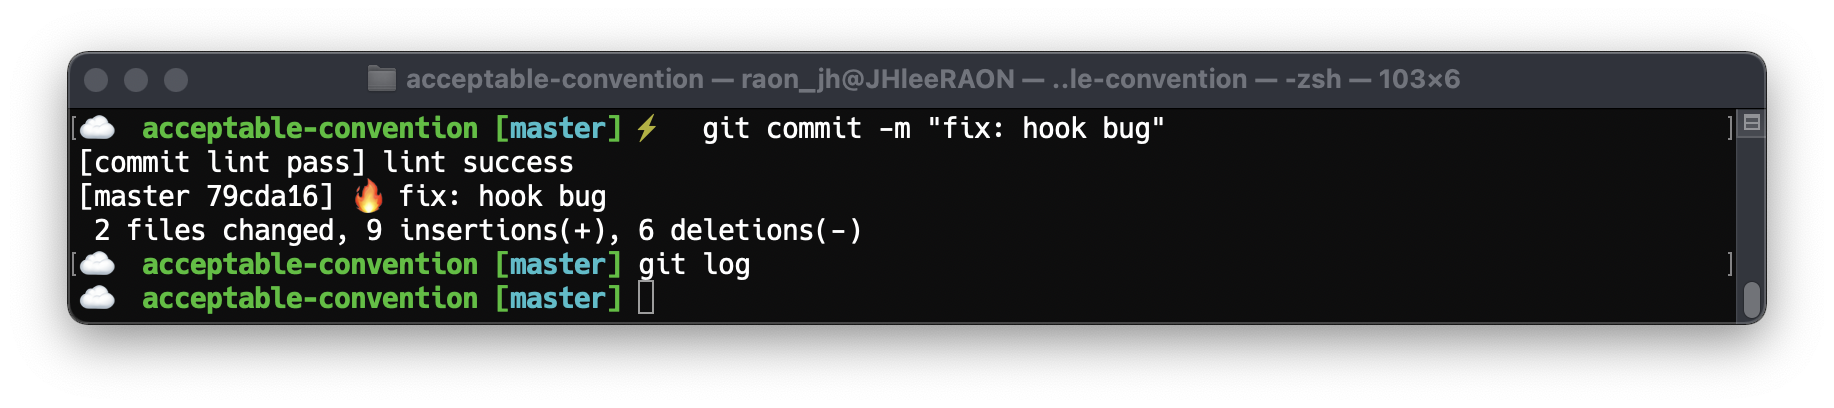 acceptable-convention — raon_jh@JHleeRAON — ..le-convention — -zsh — 103×6
[☁️ acceptable-convention [master]⚡ git commit -m "fix: hook bug" ]
[commit lint pass] lint success
[master 79cda16] 🔥 fix: hook bug
2 files changed, 9 insertions(+), 6 deletions(-)
[☁️ acceptable-convention [master] git log ]
☁️ acceptable-convention [master]